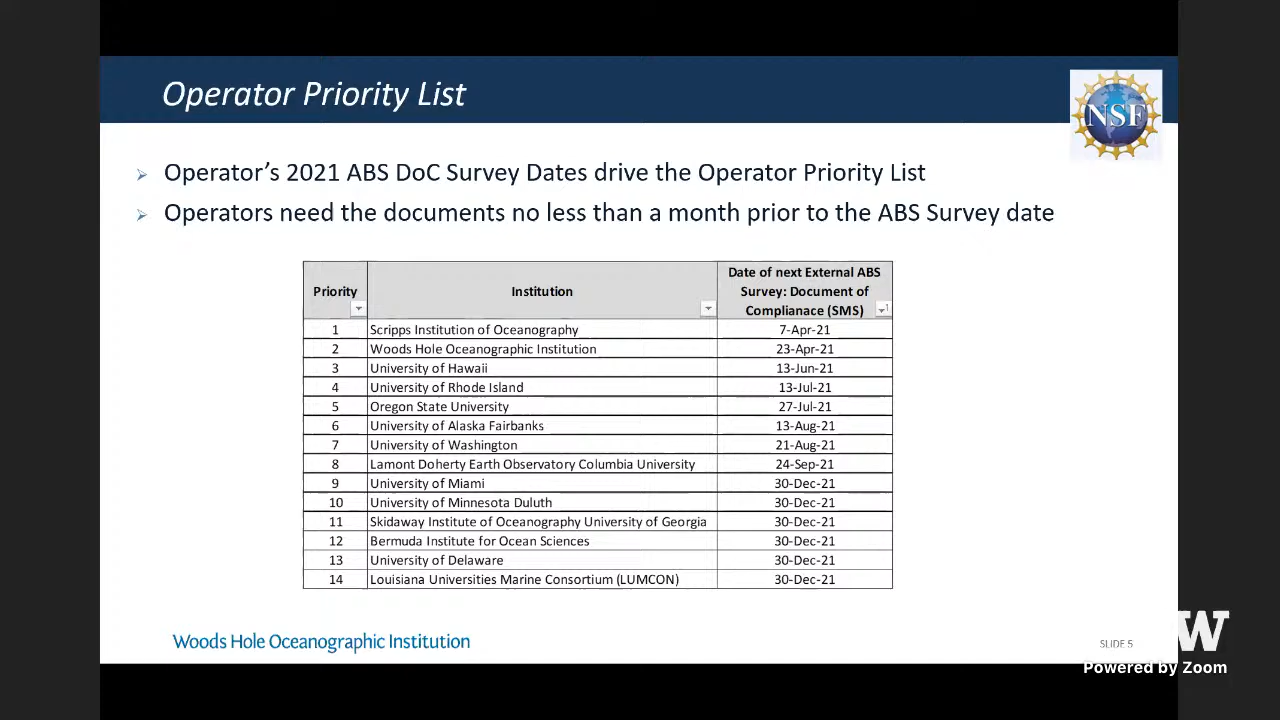 Operator Priority List
NSF
Operator's 2021 ABS DoC Survey Dates drive the Operator Priority List
Operators need the documents no less than a month prior to the ABS Survey date
Priority Institution Date of next External ABS
Survey: Document of
Complianace (SMS)
1 Scripps Institution of Oceanography 7-Apr-21
2 Woods Hole Oceanographic Institution 23-Apr-21
3 University of Hawaii 13-Jun-21
4 University of Rhode Island 13-Jul-21
5 Oregon State University 27-Jul-21
6 University of Alaska Fairbanks 13-Aug-21
7 University of Washington 21-Aug-21
8 Lamont Doherty Earth Observatory Columbia University 24-Sep-21
9 University of Miami 30-Dec-21
10 University of Minnesota Duluth 30-Dec-21
11 Skidaway Institute of Oceanography University of Georgia 30-Dec-21
12 Bermuda Institute for Ocean Sciences 30-Dec-21
13 University of Delaware 30-Dec-21
14 Louisiana Universities Marine Consortium (LUMCON) 30-Dec-21
Woods Hole Oceanographic Institution
SLIDE 5
W
Powered by Zoom